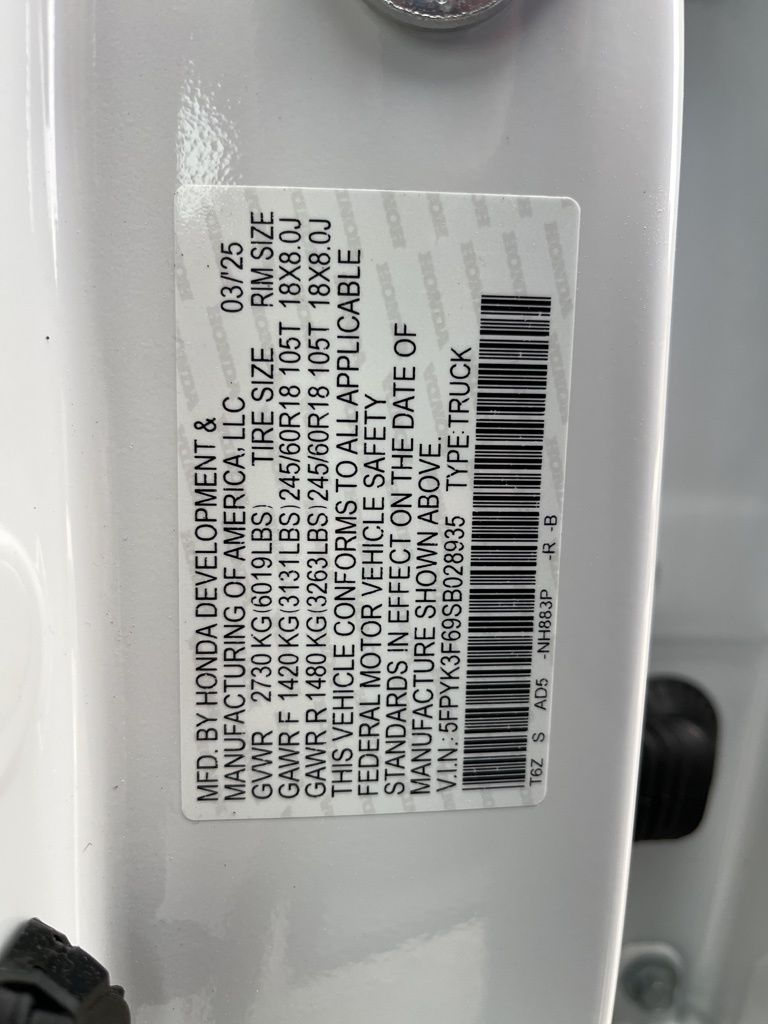 MFD. BY HONDA DEVELOPMENT &
MANUFACTURING OF AMERICA, LLC 03/'25
GVWR 2730 KG(6019LBS) TIRE SIZE RIM SIZE
GAWR F 1420 KG(3131LBS) 245/60R18 105T 18X8.0J
GAWR R 1480 KG(3263LBS) 245/60R18 105T 18X8.0J
THIS VEHICLE CONFORMS TO ALL APPLICABLE
FEDERAL MOTOR VEHICLE SAFETY
STANDARDS IN EFFECT ON THE DATE OF
MANUFACTURE SHOWN ABOVE.
V.I.N.: 5FPYK3F69SB028935 TYPE: TRUCK
T6Z S AD5 -NH883P -R -B